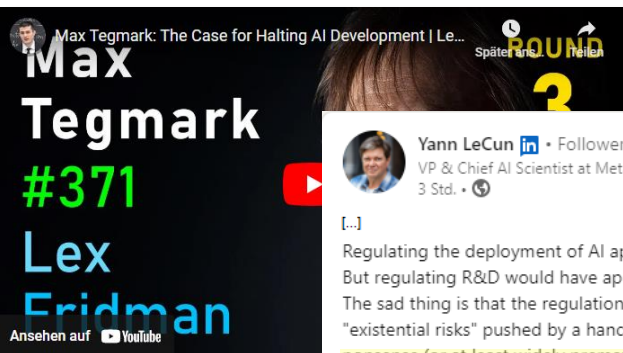 Max Tegmark: The Case for Halting AI Development | Le...
Später ans...
Teilen
ROUND
3
Max
Tegmark
#371
Lex
Fridman
Ansehen auf YouTube
Yann LeCun in • Follower
VP & Chief AI Scientist at Met
3 Std. •
[...]
Regulating the deployment of AI ap
But regulating R&D would have ap
The sad thing is that the regulation
"existential risks" pushed by a hand